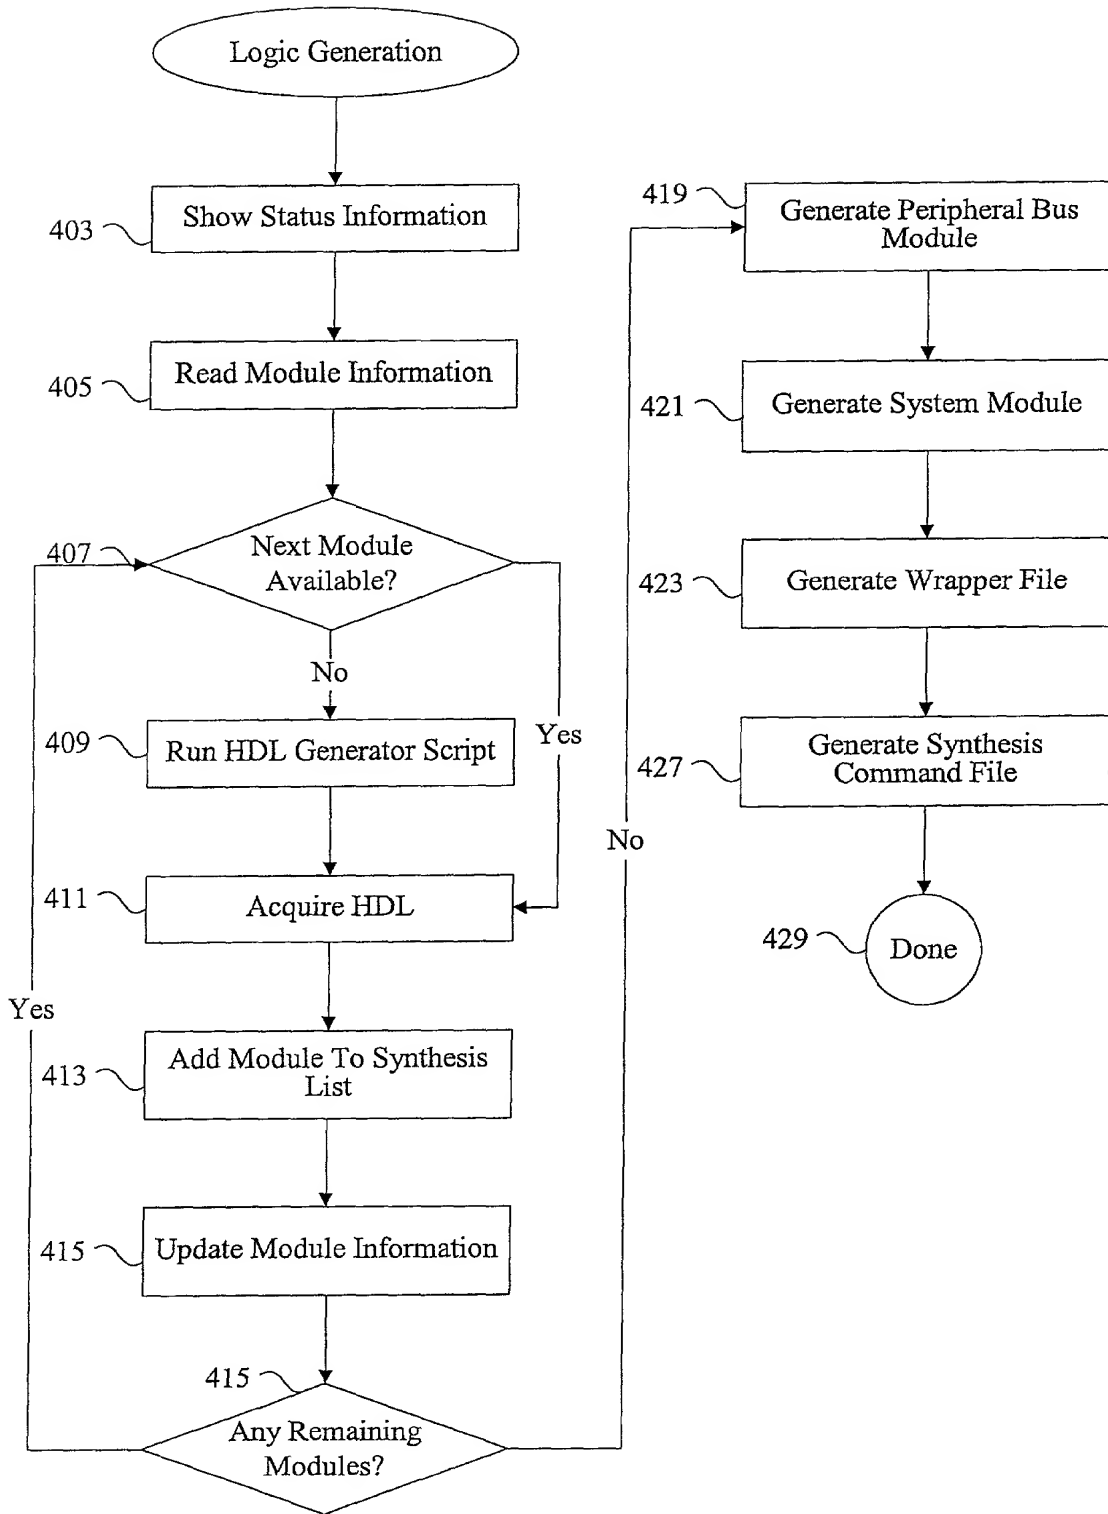 Logic Generation
403
Show Status Information
405
Read Module Information
407
Next Module
Available?
No
Yes
409
Run HDL Generator Script
411
Acquire HDL
413
Add Module To Synthesis
List
415
Update Module Information
415
Any Remaining
Modules?
Yes
No
419
Generate Peripheral Bus
Module
421
Generate System Module
423
Generate Wrapper File
427
Generate Synthesis
Command File
429
Done